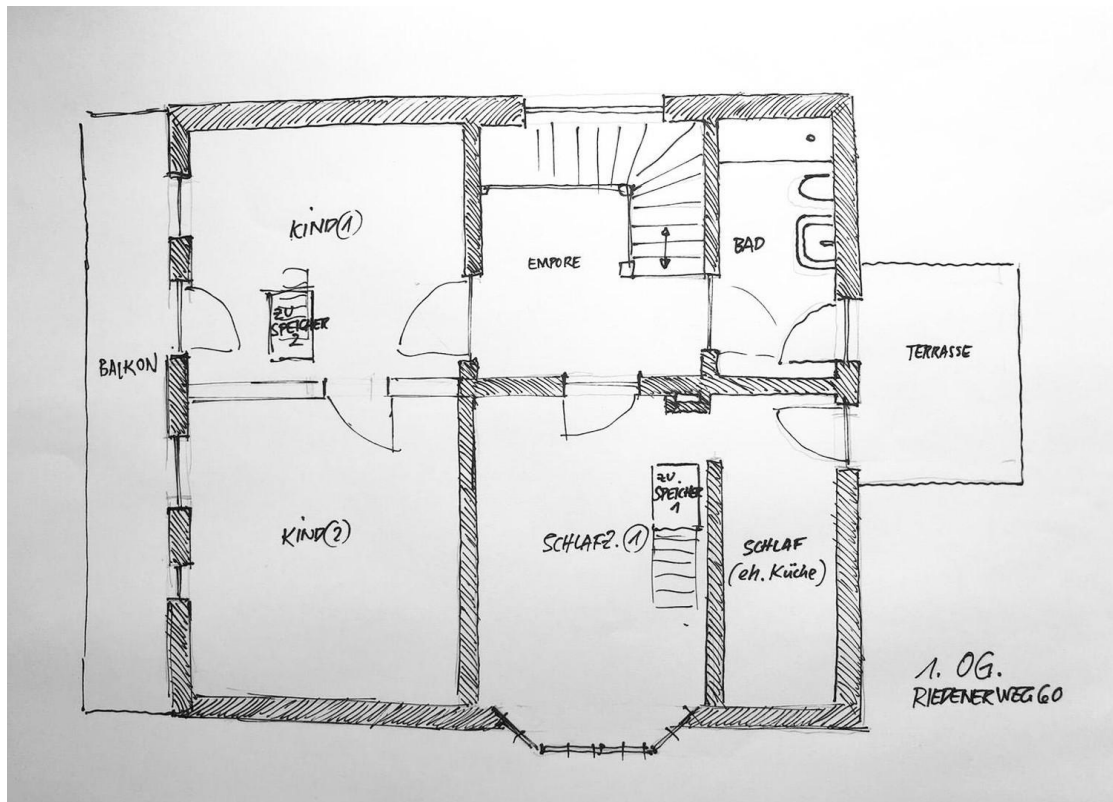 KIND(1)
EMPORE
BAD
ZU
SPEICHER
2
BALKON
TERRASSE
KIND(2)
ZU.
SPEICHER
1
SCHLAFZ. (1)
SCHLAF
(eh. Küche)
1. OG.
RIEDENERWEG 60